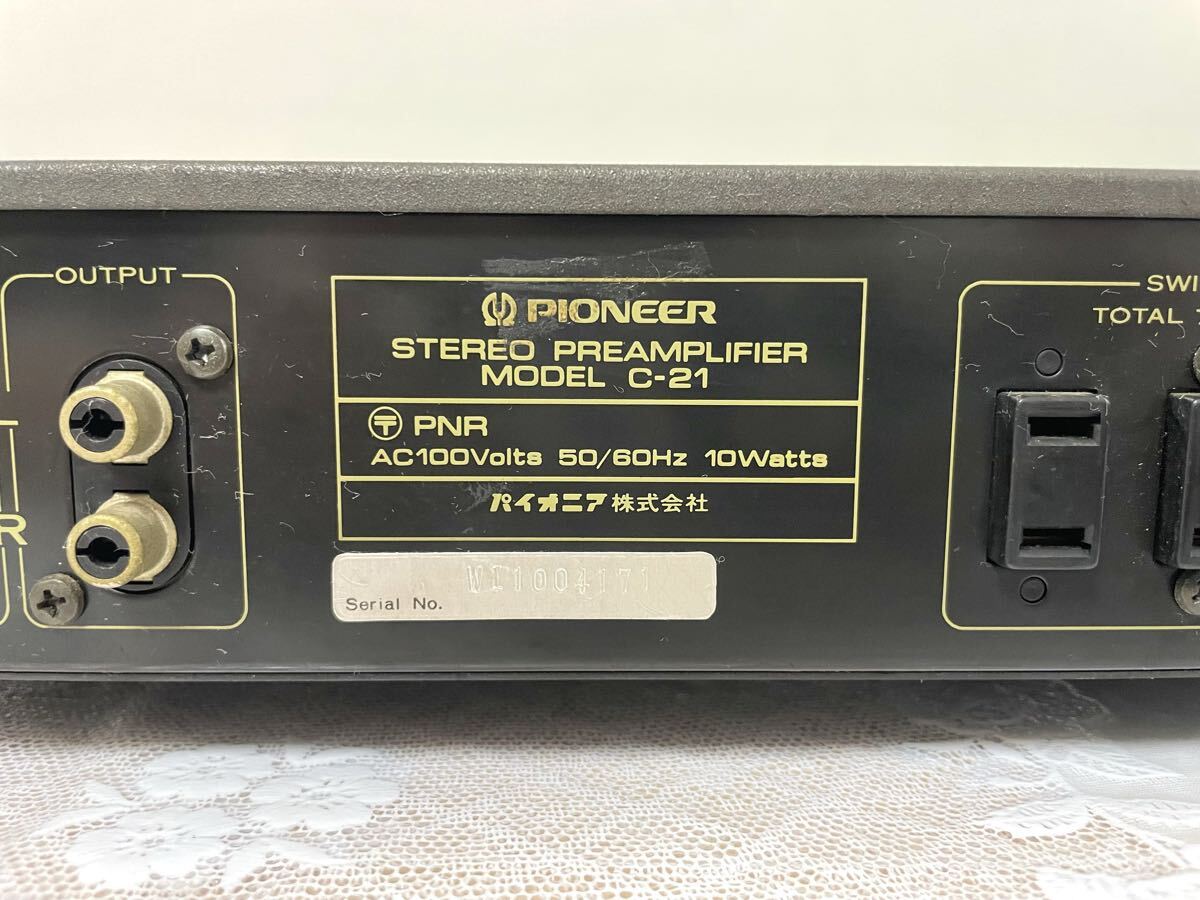 OUTPUT
R
PIONEER
STEREO PREAMPLIFIER
MODEL C-21
〒 PNR
AC100Volts 50/60Hz 10Watts
パイオニア株式会社
Serial No.
TOTAL